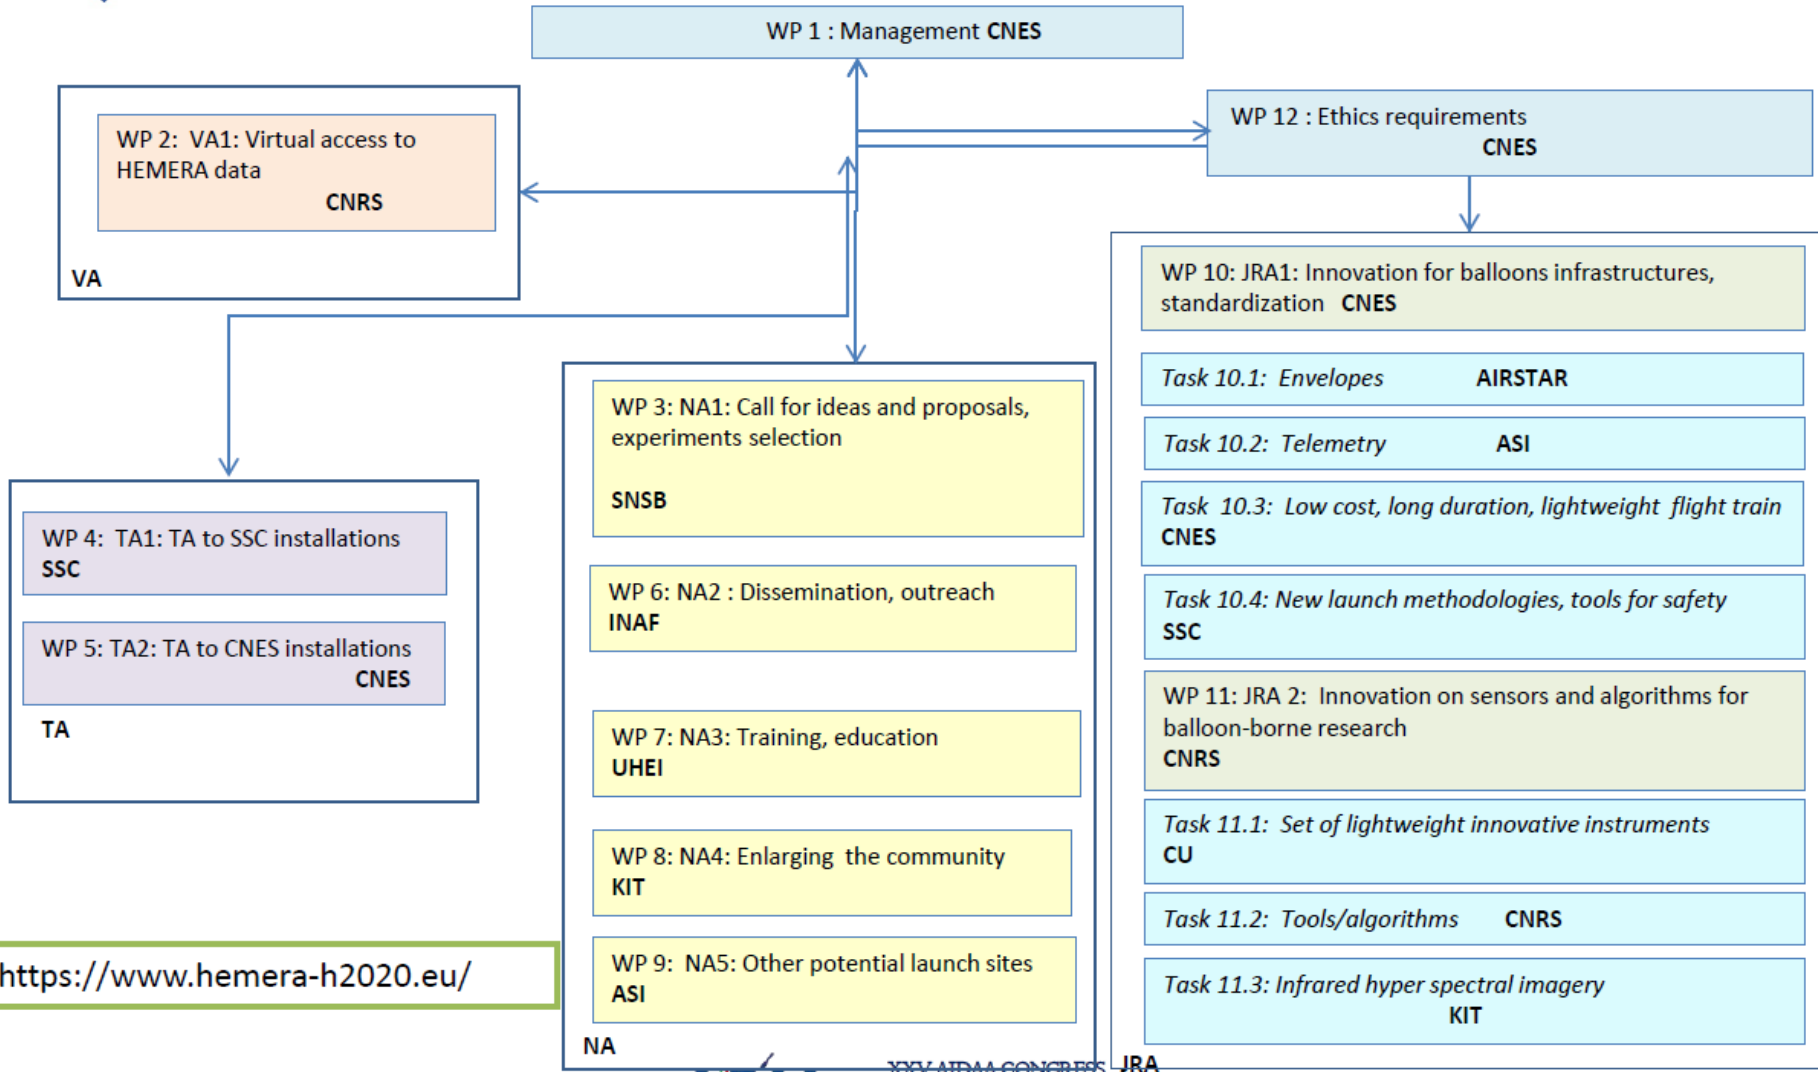 WP 1 : Management CNES
WP 12 : Ethics requirements
CNES
WP 2: VA1: Virtual access to
HEMERA data
CNRS
VA
WP 4: TA1: TA to SSC installations
SSC
WP 5: TA2: TA to CNES installations
CNES
TA
WP 3: NA1: Call for ideas and proposals,
experiments selection
SNSB
WP 6: NA2 : Dissemination, outreach
INAF
WP 7: NA3: Training, education
UHEI
WP 8: NA4: Enlarging the community
KIT
WP 9: NA5: Other potential launch sites
ASI
NA
WP 10: JRA1: Innovation for balloons infrastructures,
standardization CNES
Task 10.1: Envelopes AIRSTAR
Task 10.2: Telemetry ASI
Task 10.3: Low cost, long duration, lightweight flight train
CNES
Task 10.4: New launch methodologies, tools for safety
SSC
WP 11: JRA 2: Innovation on sensors and algorithms for
balloon-borne research
CNRS
Task 11.1: Set of lightweight innovative instruments
CU
Task 11.2: Tools/algorithms CNRS
Task 11.3: Infrared hyper spectral imagery
KIT
JRA
https://www.hemera-h2020.eu/
XXV AIDAA CONGRESS